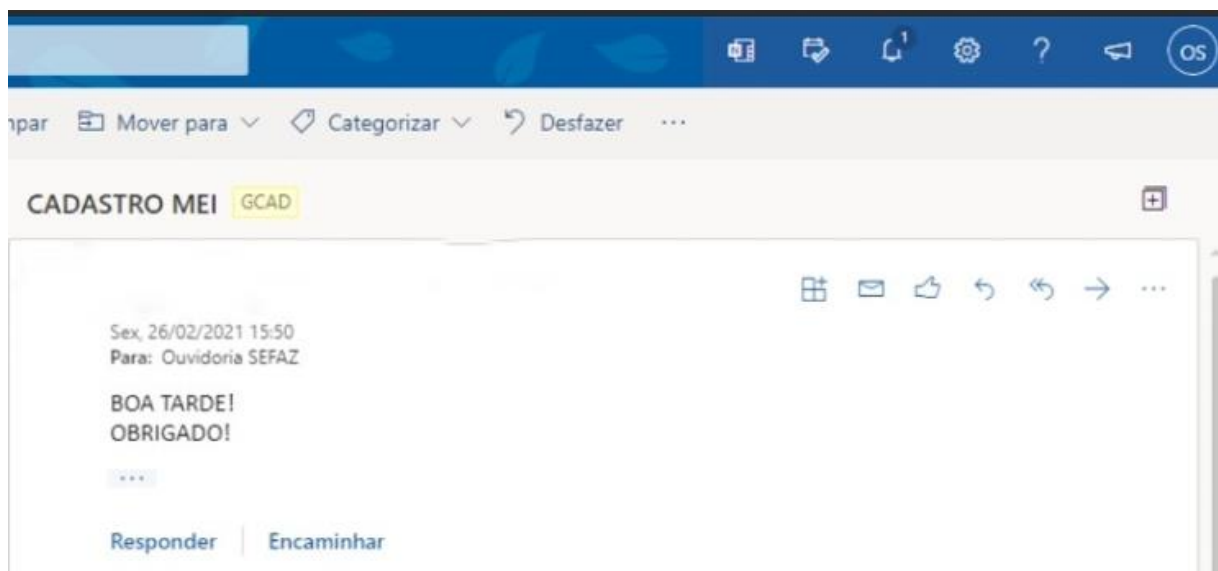 1
?
OS
npar Mover para Categorizar Desfazer ...
CADASTRO MEI GCAD
...
Sex, 26/02/2021 15:50
Para: Ouvidoria SEFAZ
BOA TARDE!
OBRIGADO!
...
Responder Encaminhar